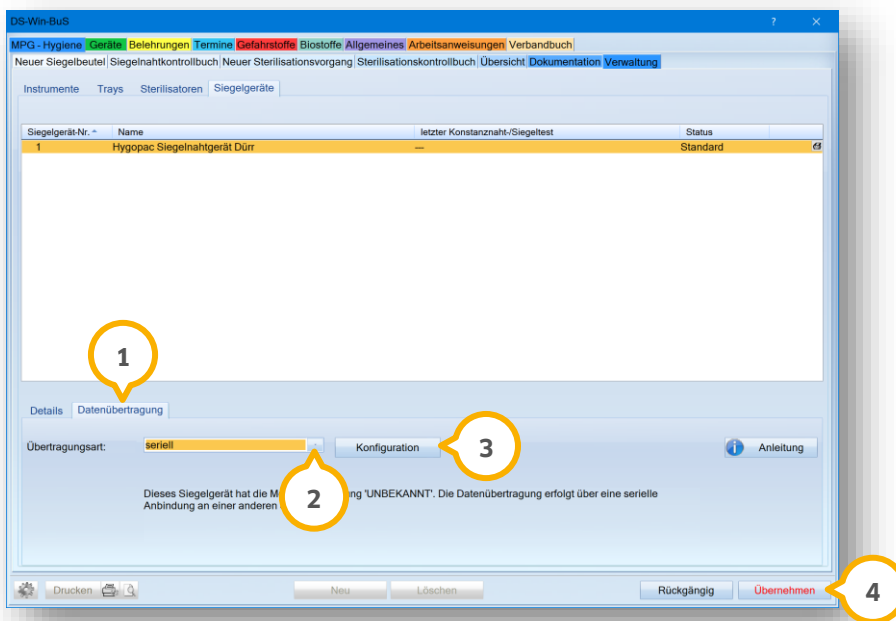 DS-Win-BuS ? ×
MPG - Hygiene Geräte Belehrungen Termine Gefahrstoffe Biostoffe Allgemeines Arbeitsanweisungen Verbandbuch
Neuer Siegelbeutel Siegelnahtkontrollbuch Neuer Sterilisationsvorgang Sterilisationskontrollbuch Übersicht Dokumentation Verwaltung
Instrumente Trays Sterilisatoren Siegelgeräte
Siegelgerät-Nr. Name letzter Konstanznaht-/Siegeltest Status
1 Hygopac Siegelnahtgerät Dürr — Standard
1
Details Datenübertragung
Übertragungsart: seriell Konfiguration 3 Anleitung
2
Dieses Siegelgerät hat die 'UNBEKANNT'. Die Datenübertragung erfolgt über eine serielle
Anbindung an einer anderen
Drucken Neu Löschen Rückgängig Übernehmen 4